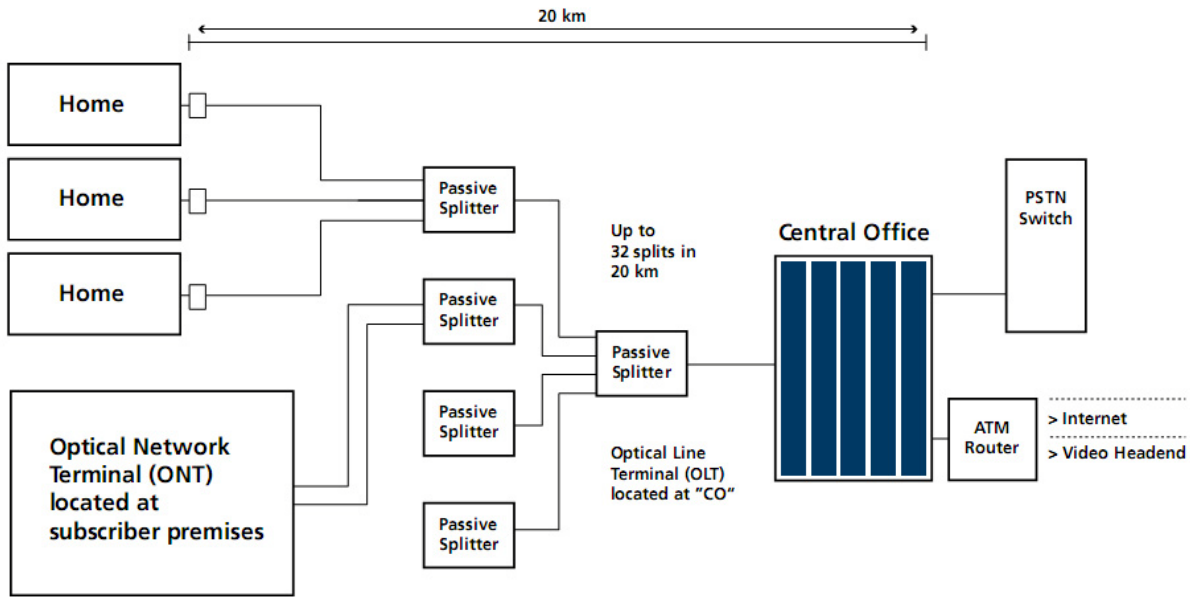 20 km
Home
Home
Home
Passive
Splitter
Passive
Splitter
Passive
Splitter
Passive
Splitter
Optical Network
Terminal (ONT)
located at
subscriber premises
Up to
32 splits in
20 km
Passive
Splitter
Optical Line
Terminal (OLT)
located at ”CO“
Central Office
PSTN
Switch
ATM
Router
> Internet
> Video Headend